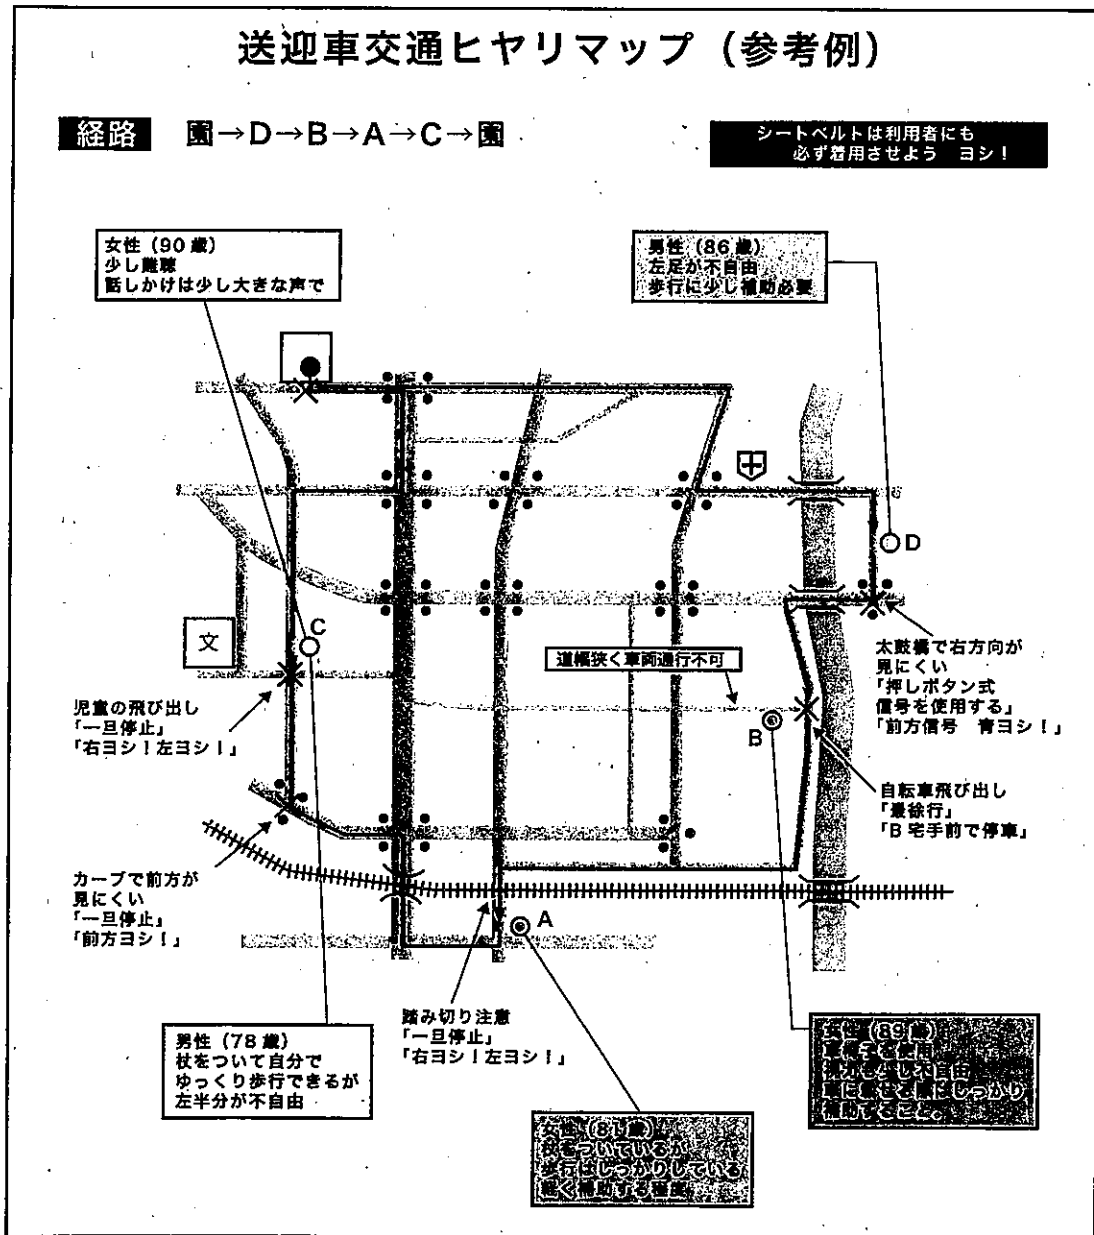 送迎車交通ヒヤリマップ（参考例）
経路 園→D→B→A→C→園
シートベルトは利用者にも
必ず着用させよう ヨシ！
女性（90歳）
少し難聴
話しかけは少し大きな声で
男性（86歳）
左足が不自由
歩行に少し補助必要
D
C
文
道幅狭く車両通行不可
B
太鼓橋で右方向が
見にくい
「押しボタン式
信号を使用する」
「前方信号 青ヨシ！」
児童の飛び出し
「一旦停止」
「右ヨシ！左ヨシ！」
自転車飛び出し
「最徐行」
「B宅手前で停車」
カーブで前方が
見にくい
「一旦停止」
「前方ヨシ！」
A
踏み切り注意
「一旦停止」
「右ヨシ！左ヨシ！」
男性（78歳）
杖をついて自分で
ゆっくり歩行できるが
左半分が不自由
女性（89歳）
車椅子を使用
視力も少し不自由
車に載せる際はしっかり
補助すること。
女性（81歳）
杖をついているが
歩行はしっかりしている
軽く補助する程度